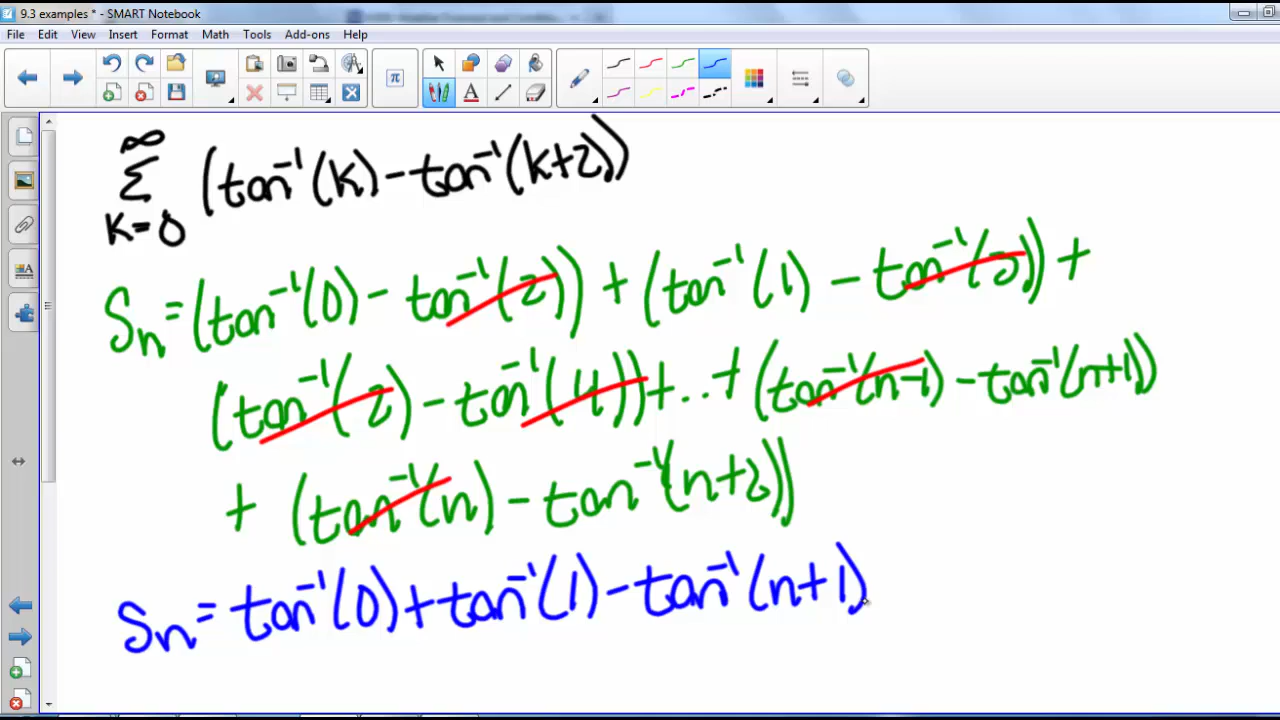 9.3 examples * - SMART Notebook
File Edit View Insert Format Math Tools Add-ons Help
π
A
∞
Σ (tan⁻¹(k) - tan⁻¹(k+2))
k=0
Sₙ = (tan⁻¹(0) - tan⁻¹(2)) + (tan⁻¹(1) - tan⁻¹(3)) +
(tan⁻¹(2) - tan⁻¹(4)) + ... + (tan⁻¹(n-1) - tan⁻¹(n+1))
+ (tan⁻¹(n) - tan⁻¹(n+2))
Sₙ = tan⁻¹(0) + tan⁻¹(1) - tan⁻¹(n+1)